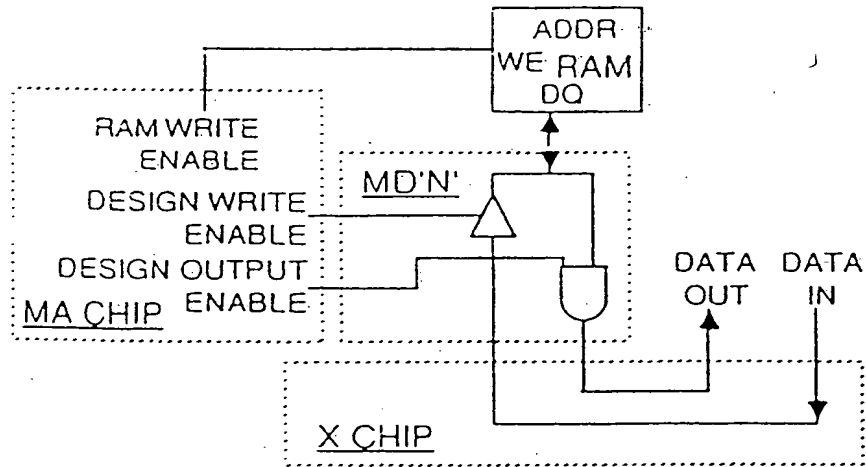 ADDR
WE RAM
DQ
RAM WRITE
ENABLE
DESIGN WRITE
ENABLE
DESIGN OUTPUT
ENABLE
MA CHIP
MD'N'
DATA
OUT
DATA
IN
X CHIP